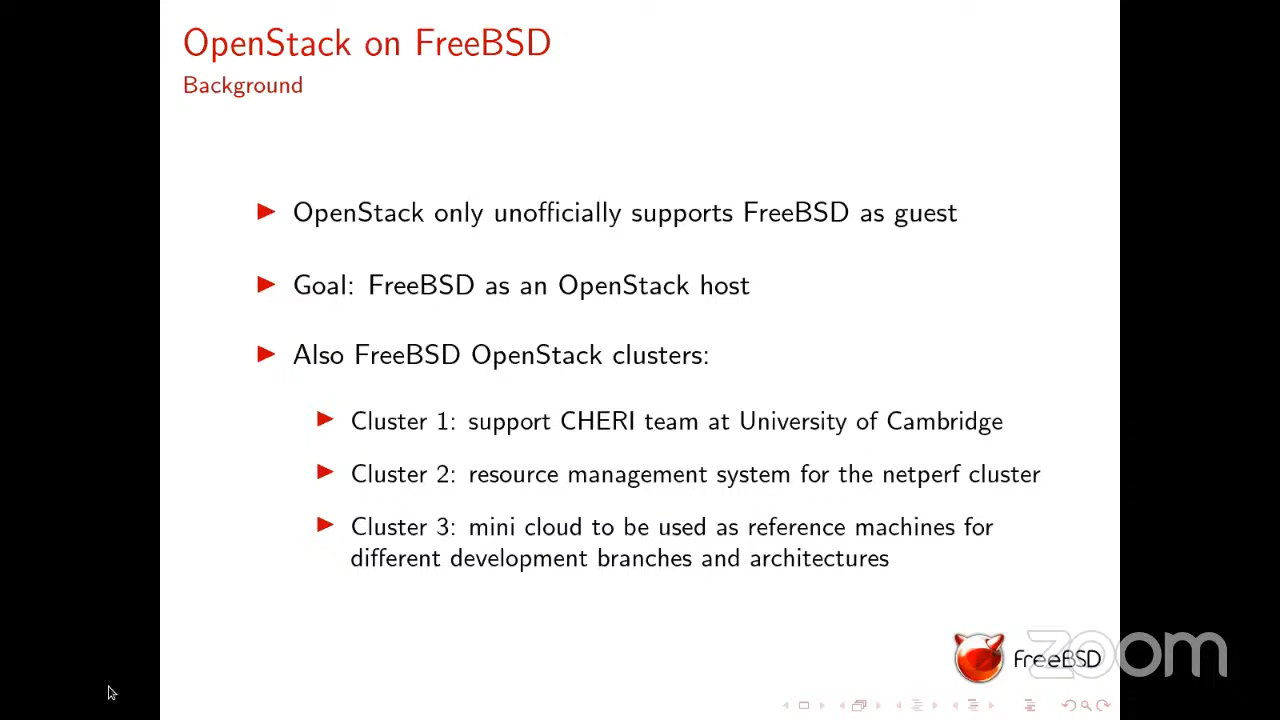 OpenStack on FreeBSD
Background
OpenStack only unofficially supports FreeBSD as guest
Goal: FreeBSD as an OpenStack host
Also FreeBSD OpenStack clusters:
Cluster 1: support CHERI team at University of Cambridge
Cluster 2: resource management system for the netperf cluster
Cluster 3: mini cloud to be used as reference machines for
different development branches and architectures
FreeBSD
zoom